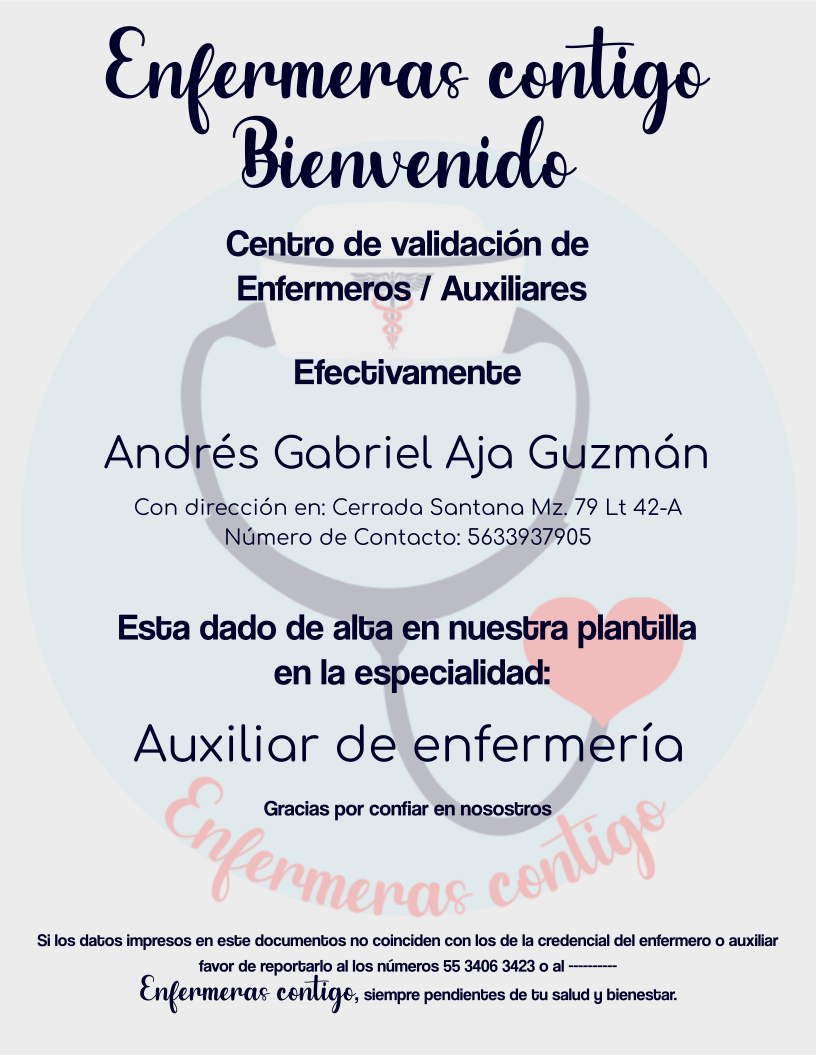 Enfermeras contigo
Bienvenido
Centro de validación de
Enfermeros / Auxiliares
Efectivamente
Andrés Gabriel Aja Guzmán
Con dirección en: Cerrada Santana Mz. 79 Lt 42-A
Número de Contacto: 5633937905
Esta dado de alta en nuestra plantilla
en la especialidad:
Auxiliar de enfermería
Gracias por confiar en nosostros
Enfermeras contigo
Si los datos impresos en este documentos no coinciden con los de la credencial del enfermero o auxiliar
favor de reportarlo al los números 55 3406 3423 o al ----------
Enfermeras contigo, siempre pendientes de tu salud y bienestar.